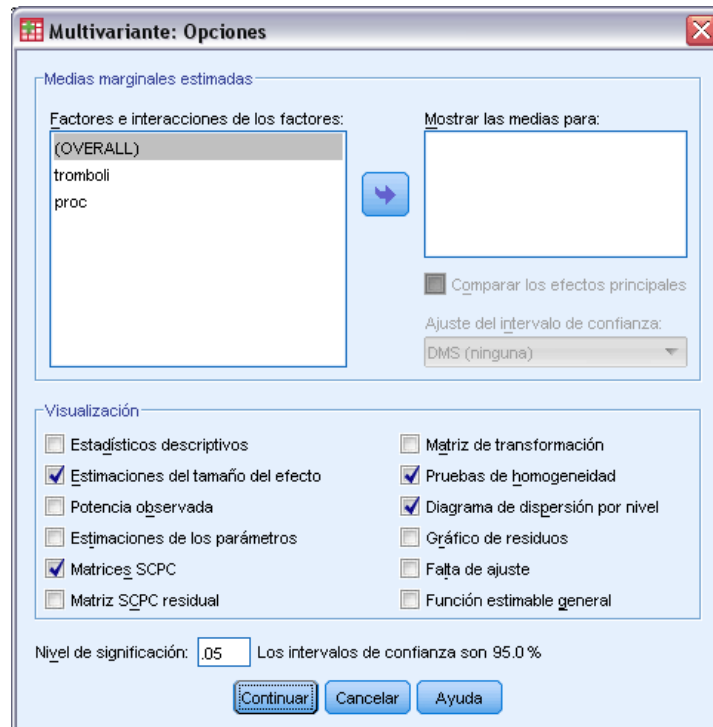 Multivariante: Opciones
Medias marginales estimadas
Factores e interacciones de los factores:
(OVERALL)
tromboli
proc
Mostrar las medias para:
Comparar los efectos principales
Ajuste del intervalo de confianza:
DMS (ninguna)
Visualización
Estadísticos descriptivos
Estimaciones del tamaño del efecto
Potencia observada
Estimaciones de los parámetros
Matrices SCPC
Matriz SCPC residual
Matriz de transformación
Pruebas de homogeneidad
Diagrama de dispersión por nivel
Gráfico de residuos
Falta de ajuste
Función estimable general
Nivel de significación: .05 Los intervalos de confianza son 95.0 %
Continuar Cancelar Ayuda